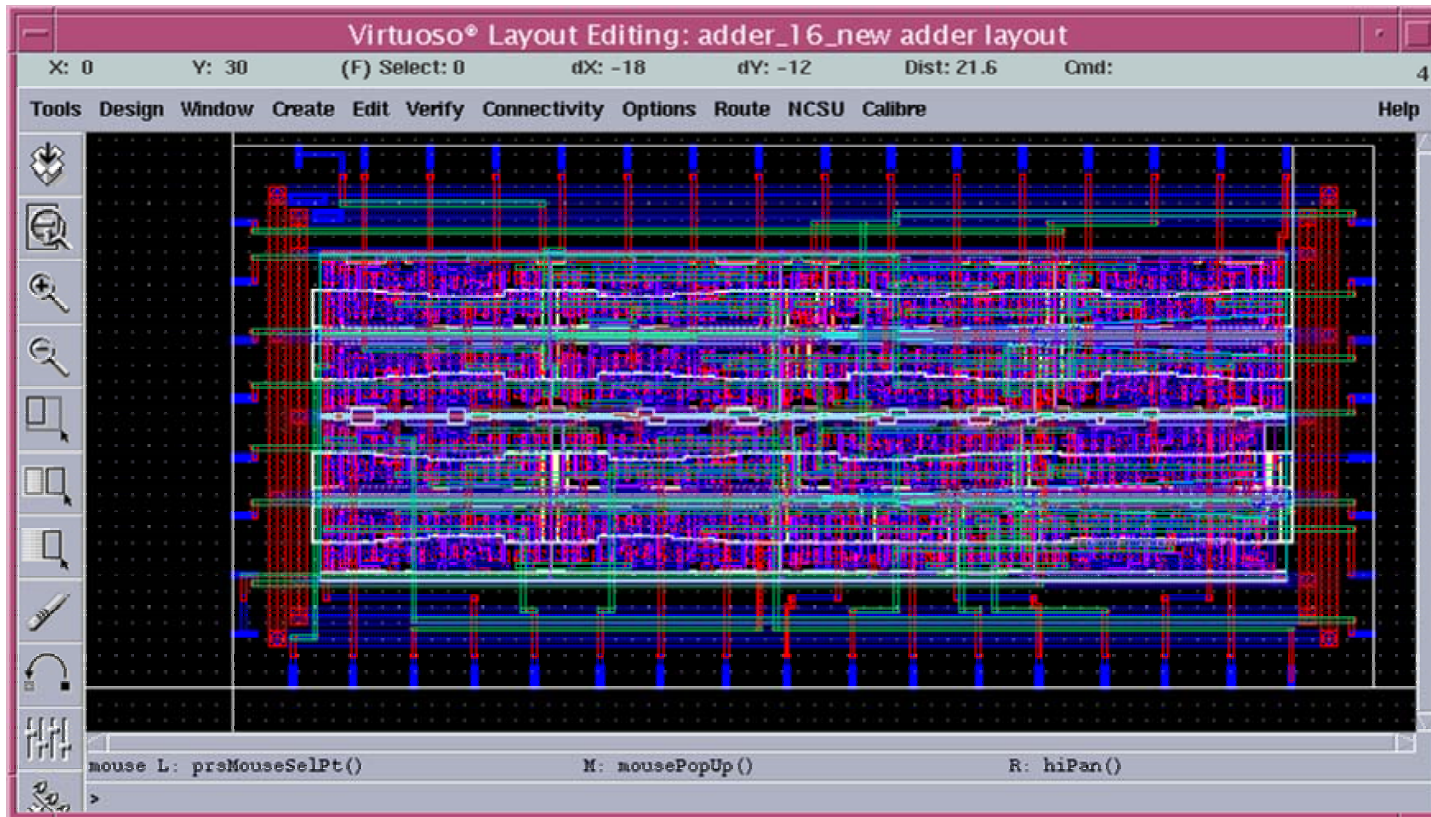 Virtuoso® Layout Editing: adder_16_new adder layout
X: 0 Y: 30 (F) Select: 0 dX: -18 dY: -12 Dist: 21.6 Cmd: 4
Tools Design Window Create Edit Verify Connectivity Options Route NCSU Calibre Help
mouse L: prsMouseSelPt() M: mousePopUp() R: hiPan()
>